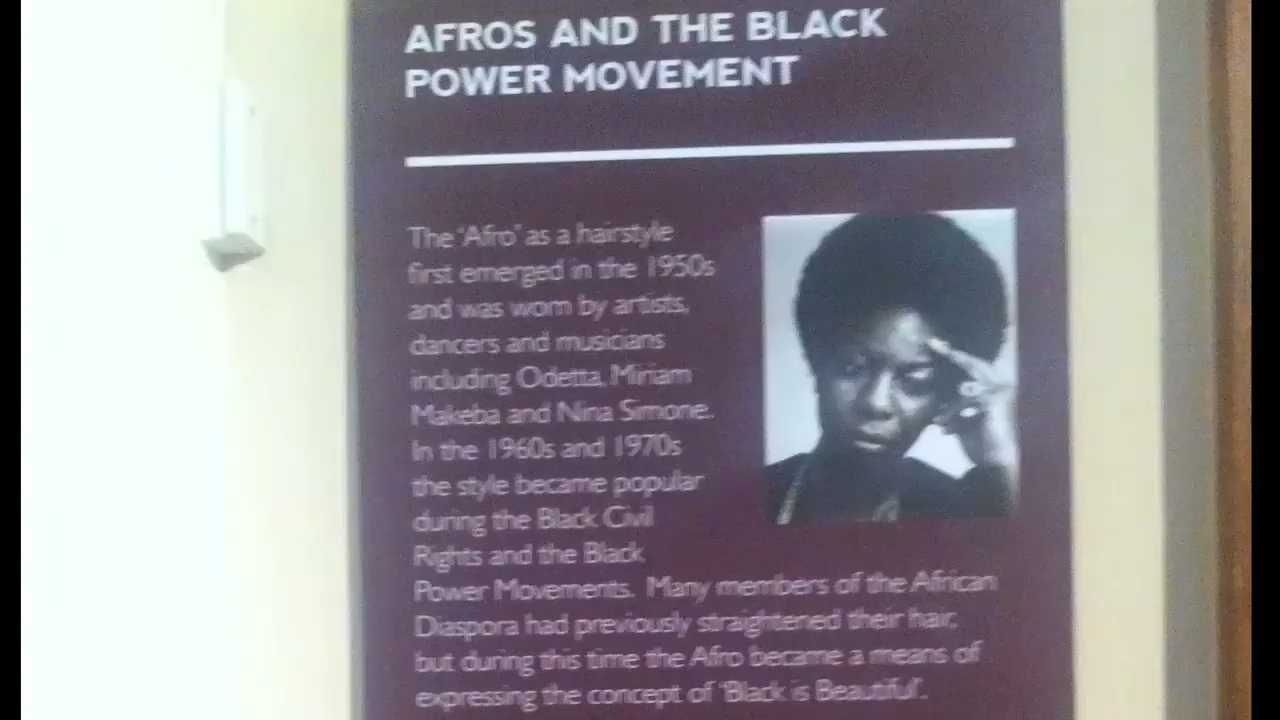 AFROS AND THE BLACK
POWER MOVEMENT
The 'Afro' as a hairstyle
first emerged in the 1950s
and was worn by artists,
dancers and musicians
including Odetta, Miriam
Makeba and Nina Simone.
In the 1960s and 1970s
the style became popular
during the Black Civil
Rights and the Black
Power Movements. Many members of the African
Diaspora had previously straightened their hair,
but during this time the Afro became a means of
expressing the concept of 'Black is Beautiful'.